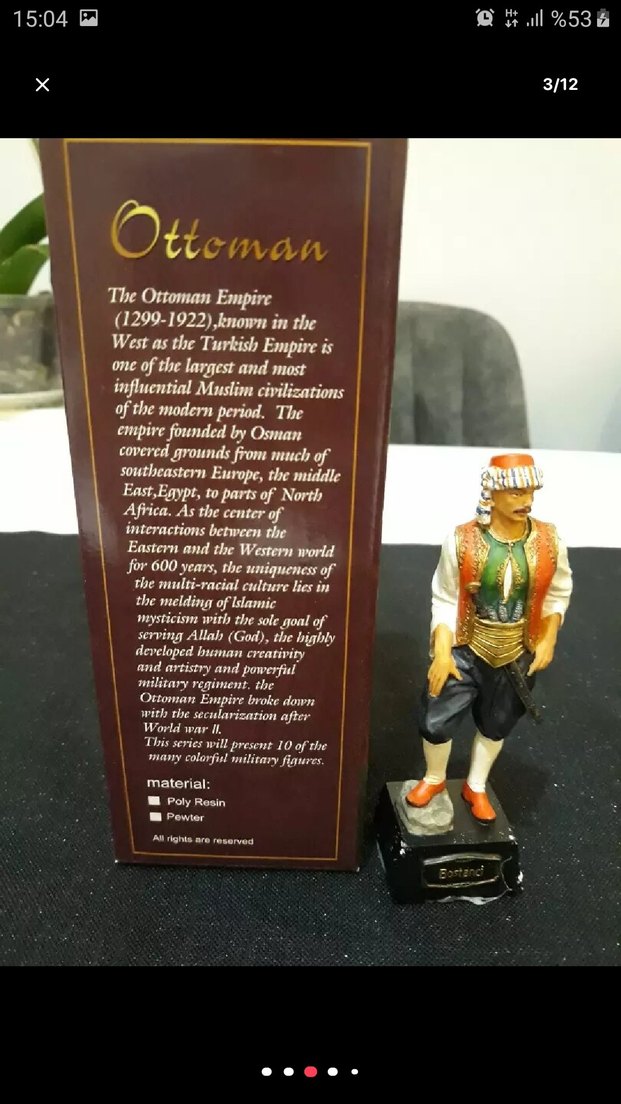 15:04
%53
3/12
Ottoman
The Ottoman Empire
(1299-1922),known in the
West as the Turkish Empire is
one of the largest and most
influential Muslim civilizations
of the modern period. The
empire founded by Osman
covered grounds from much of
southeastern Europe, the middle
East,Egypt, to parts of North
Africa. As the center of
interactions between the
Eastern and the Western world
for 600 years, the uniqueness of
the multi-racial culture lies in
the melding of Islamic
mysticism with the sole goal of
serving Allah (God), the highly
developed human creativity
and artistry and powerful
military regiment. the
Ottoman Empire broke down
with the secularization after
World war II.
This series will present 10 of the
many colorful military figures.
material:
Poly Resin
Pewter
All rights are reserved
Bostanci